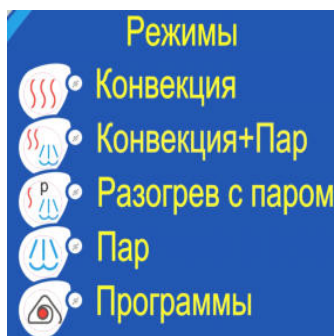 Режимы
Конвекция
Конвекция+Пар
P
Разогрев с паром
Пар
Программы